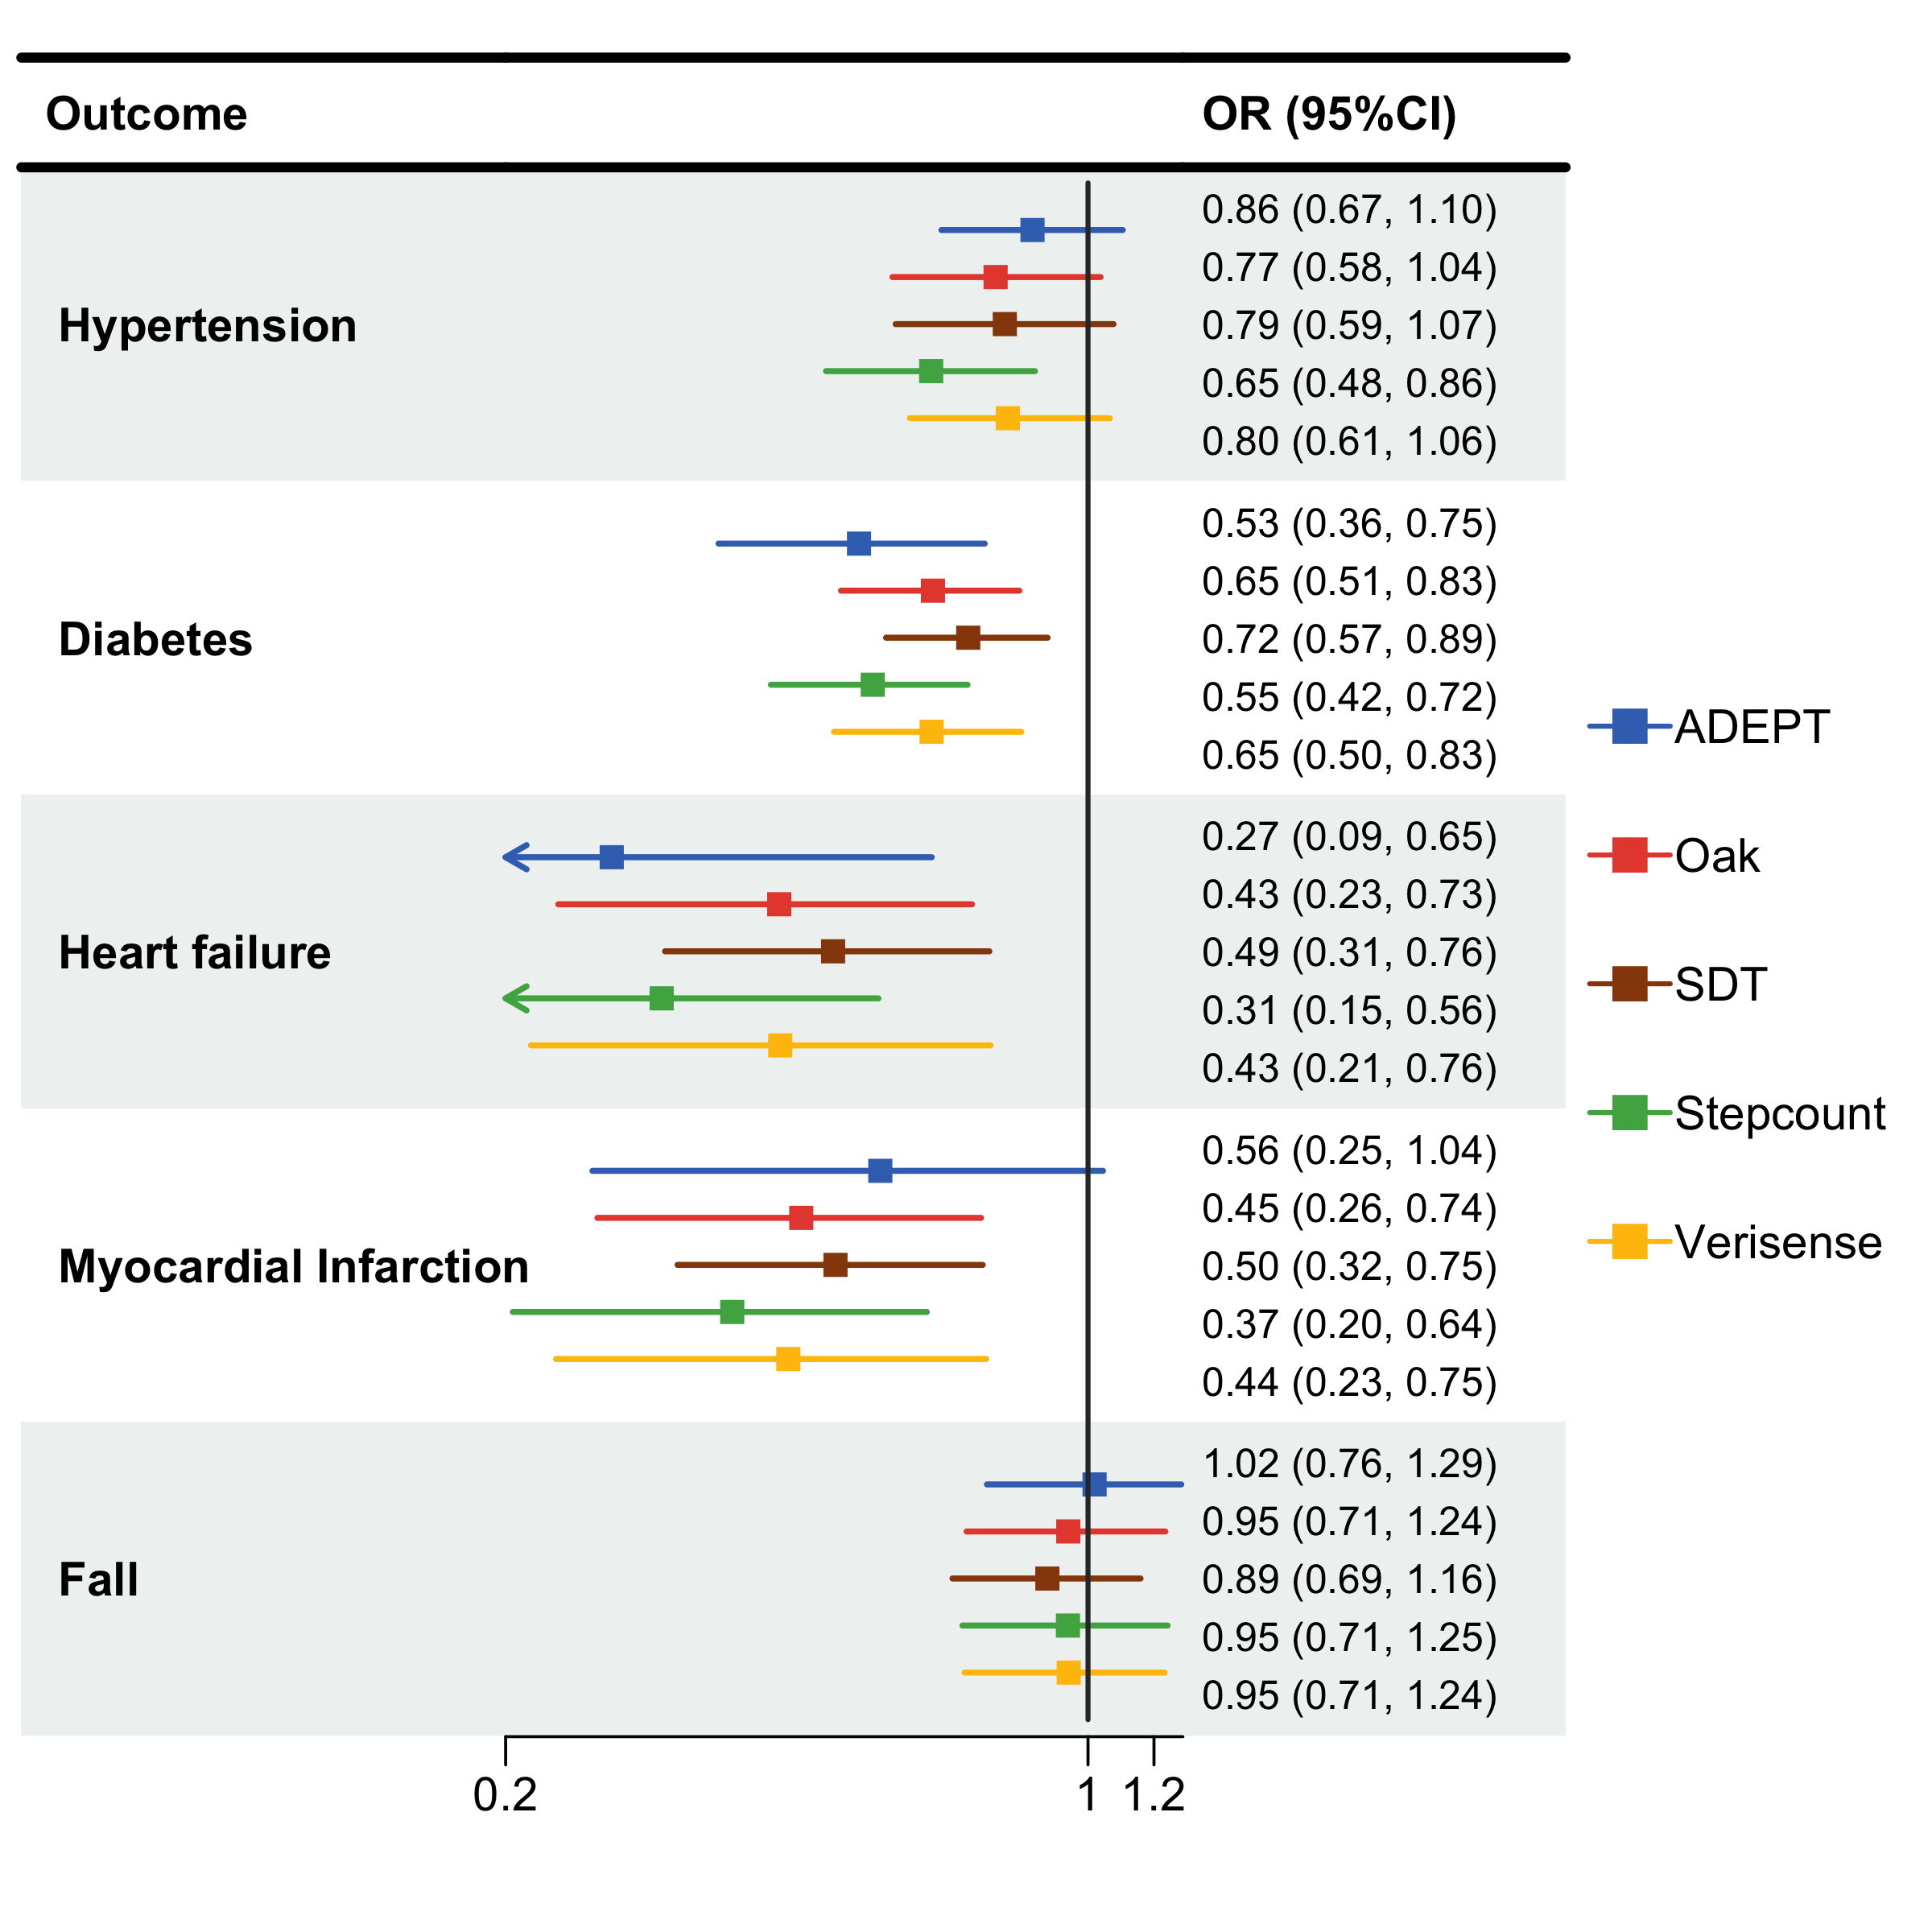 Outcome OR (95%CI)
Hypertension
0.86 (0.67, 1.10)
0.77 (0.58, 1.04)
0.79 (0.59, 1.07)
0.65 (0.48, 0.86)
0.80 (0.61, 1.06)
Diabetes
0.53 (0.36, 0.75)
0.65 (0.51, 0.83)
0.72 (0.57, 0.89)
0.55 (0.42, 0.72)
0.65 (0.50, 0.83)
Heart failure
0.27 (0.09, 0.65)
0.43 (0.23, 0.73)
0.49 (0.31, 0.76)
0.31 (0.15, 0.56)
0.43 (0.21, 0.76)
Myocardial Infarction
0.56 (0.25, 1.04)
0.45 (0.26, 0.74)
0.50 (0.32, 0.75)
0.37 (0.20, 0.64)
0.44 (0.23, 0.75)
Fall
1.02 (0.76, 1.29)
0.95 (0.71, 1.24)
0.89 (0.69, 1.16)
0.95 (0.71, 1.25)
0.95 (0.71, 1.24)
0.2 1 1.2
ADEPT
Oak
SDT
Stepcount
Verisense